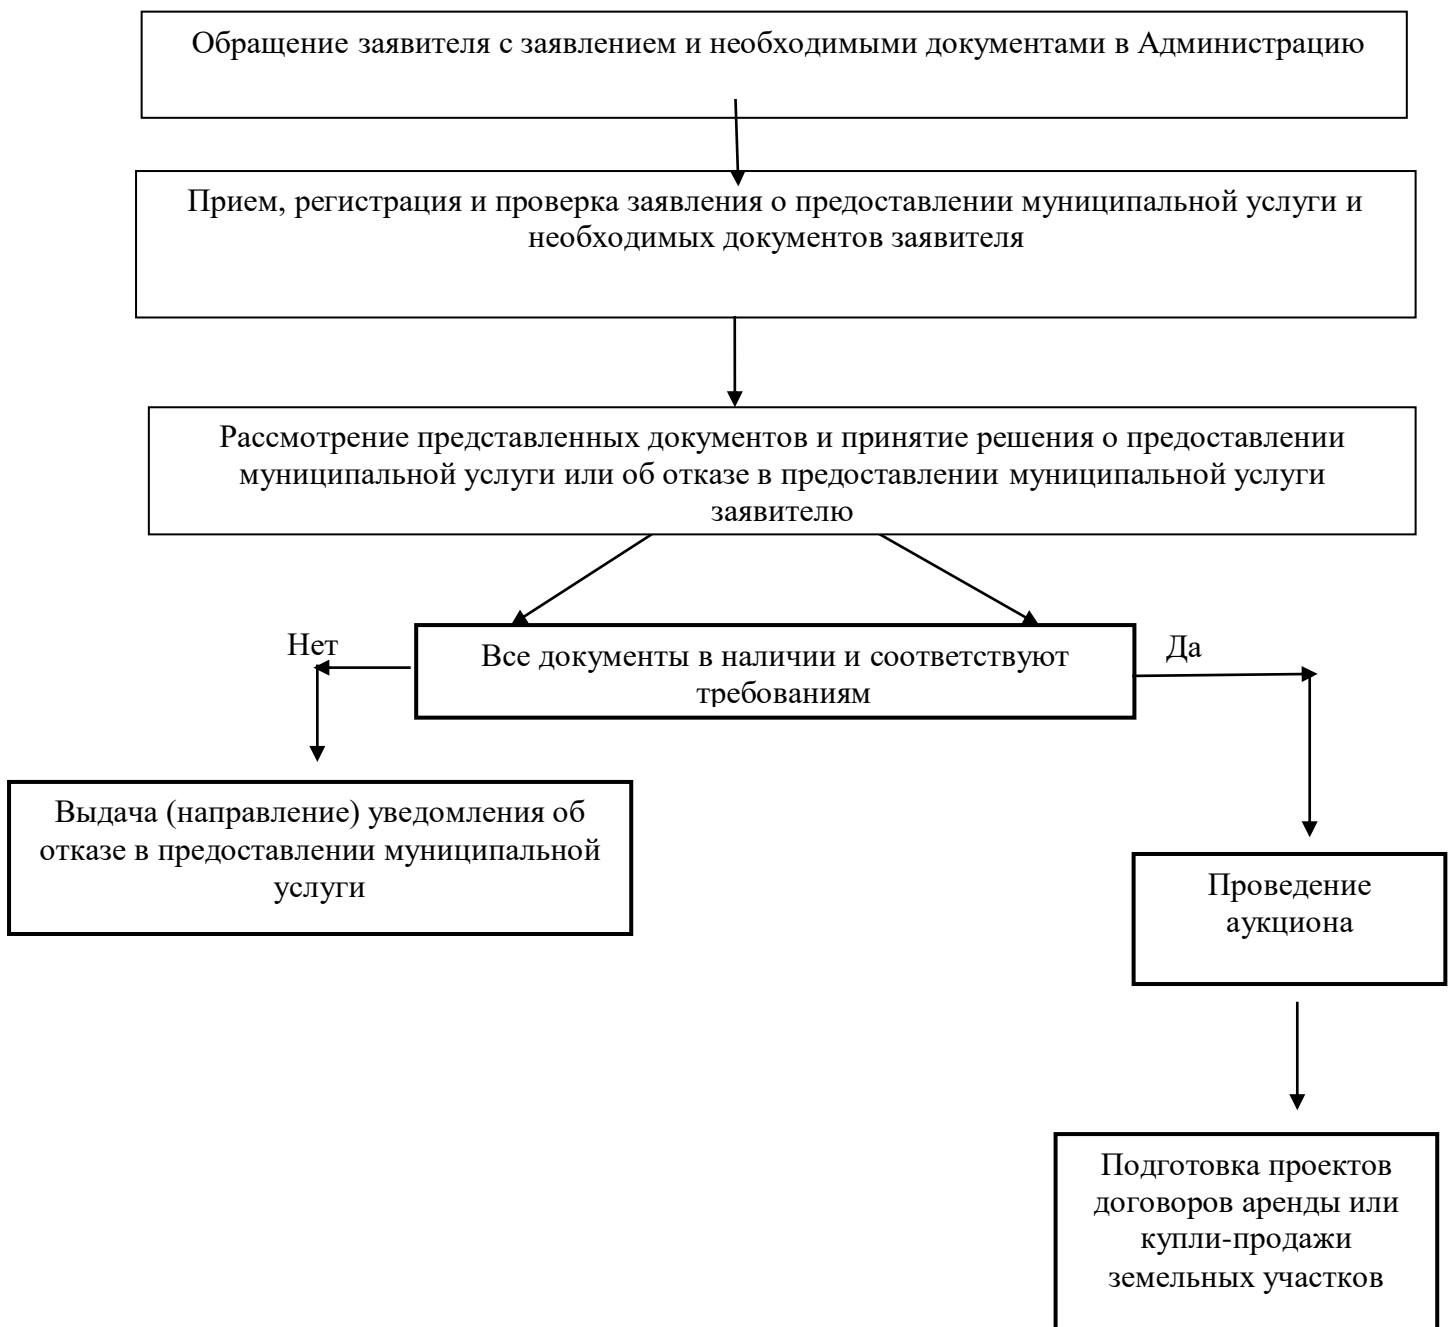 Обращение заявителя с заявлением и необходимыми документами в Администрацию
Прием, регистрация и проверка заявления о предоставлении муниципальной услуги и
необходимых документов заявителя
Рассмотрение представленных документов и принятие решения о предоставлении
муниципальной услуги или об отказе в предоставлении муниципальной услуги
заявителю
Нет
Все документы в наличии и соответствуют
требованиям
Да
Выдача (направление) уведомления об
отказе в предоставлении муниципальной
услуги
Проведение
аукциона
Подготовка проектов
договоров аренды или
купли-продажи
земельных участков